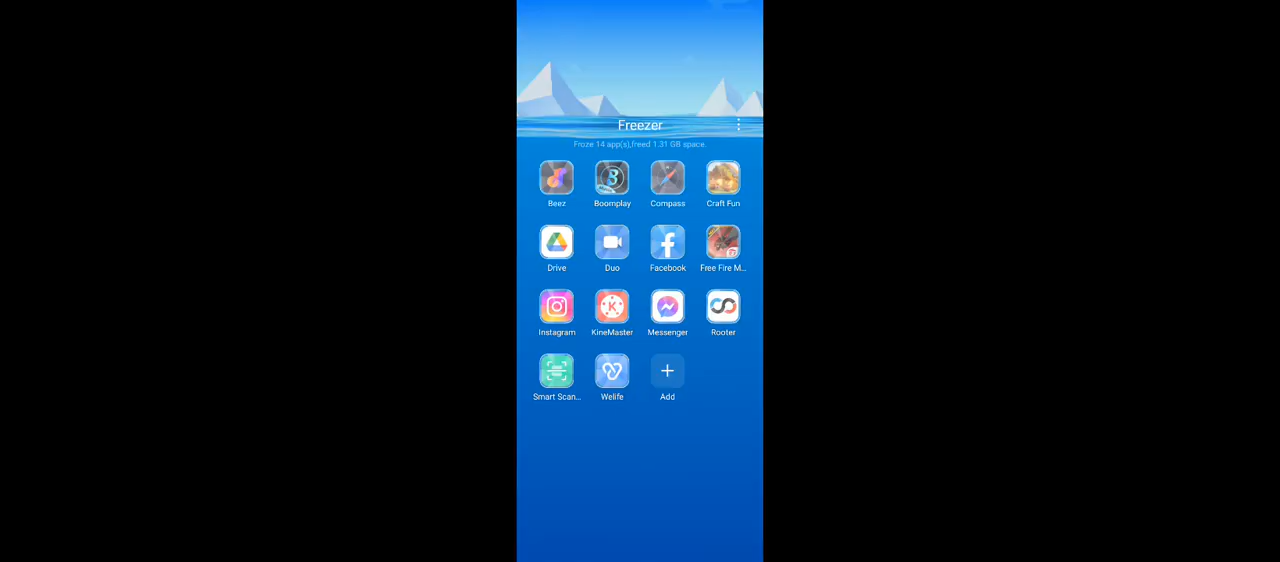 Freezer
Froze 14 app(s),freed 1.31 GB space.
Beez Boomplay Compass Craft Fun
Drive Duo Facebook Free Fire M...
Instagram KineMaster Messenger Rooter
Smart Scan... Welife Add